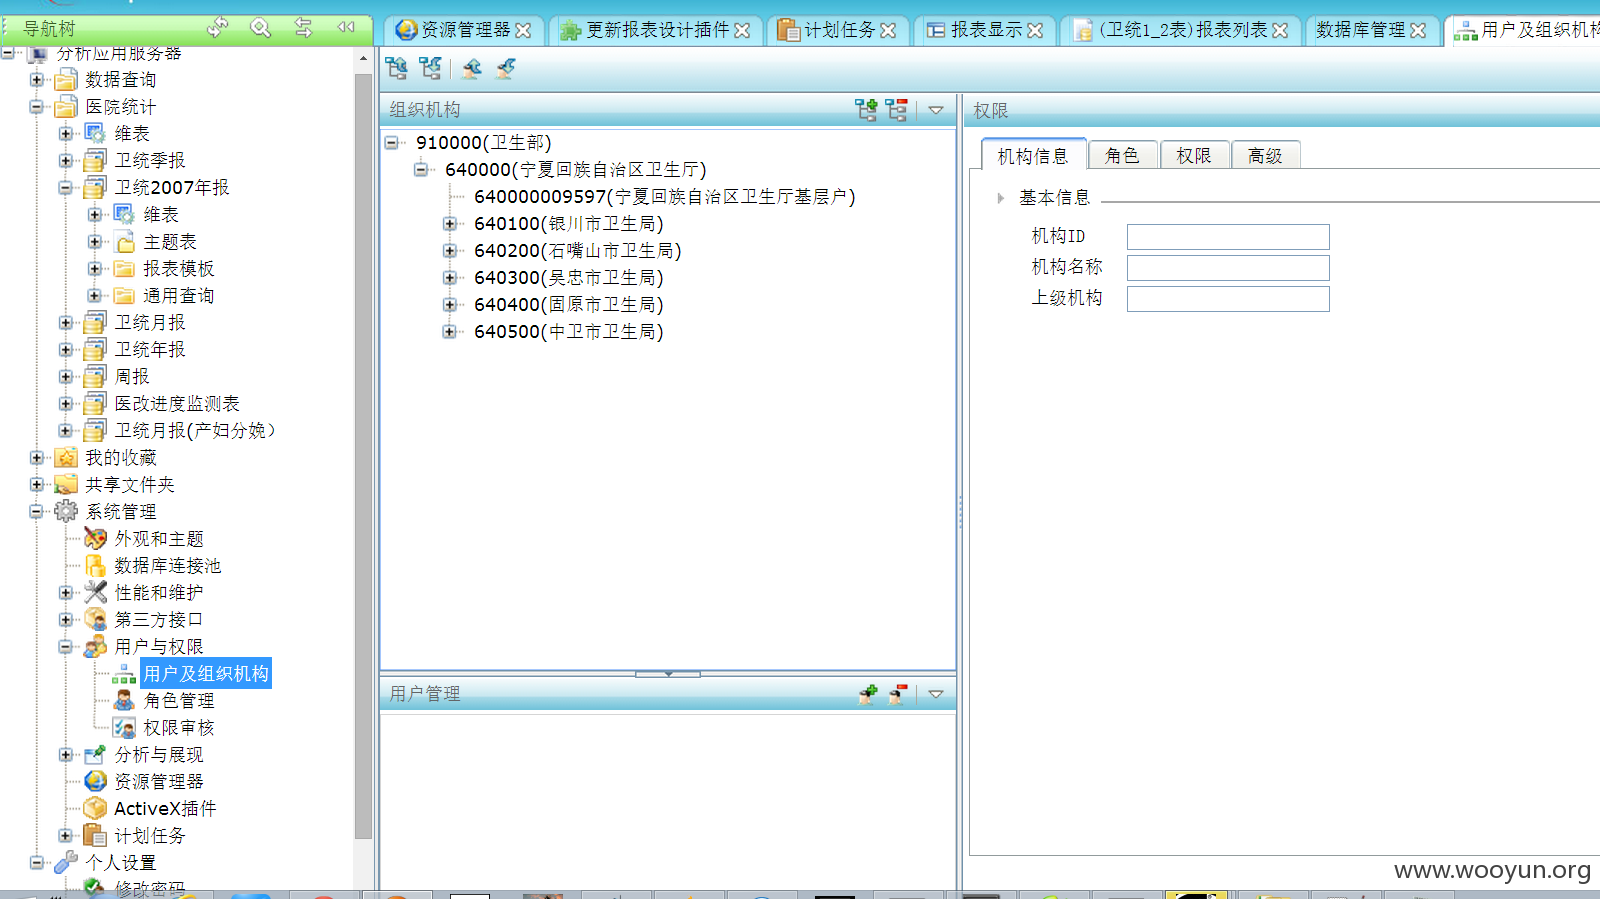 导航树
资源管理器
更新报表设计插件
计划任务
报表显示
(卫统1_2表)报表列表
数据库管理
用户及组织机构
分析应用服务器
数据查询
医院统计
维表
卫统季报
卫统2007年报
维表
主题表
报表模板
通用查询
卫统月报
卫统年报
周报
医改进度监测表
卫统月报(产妇分娩)
我的收藏
共享文件夹
系统管理
外观和主题
数据库连接池
性能和维护
第三方接口
用户与权限
用户及组织机构
角色管理
权限审核
分析与展现
资源管理器
ActiveX插件
计划任务
个人设置
修改密码
组织机构
910000(卫生部)
640000(宁夏回族自治区卫生厅)
640000009597(宁夏回族自治区卫生厅基层户)
640100(银川市卫生局)
640200(石嘴山市卫生局)
640300(吴忠市卫生局)
640400(固原市卫生局)
640500(中卫市卫生局)
用户管理
权限
机构信息
角色
权限
高级
基本信息
机构ID
机构名称
上级机构
www.wooyun.org